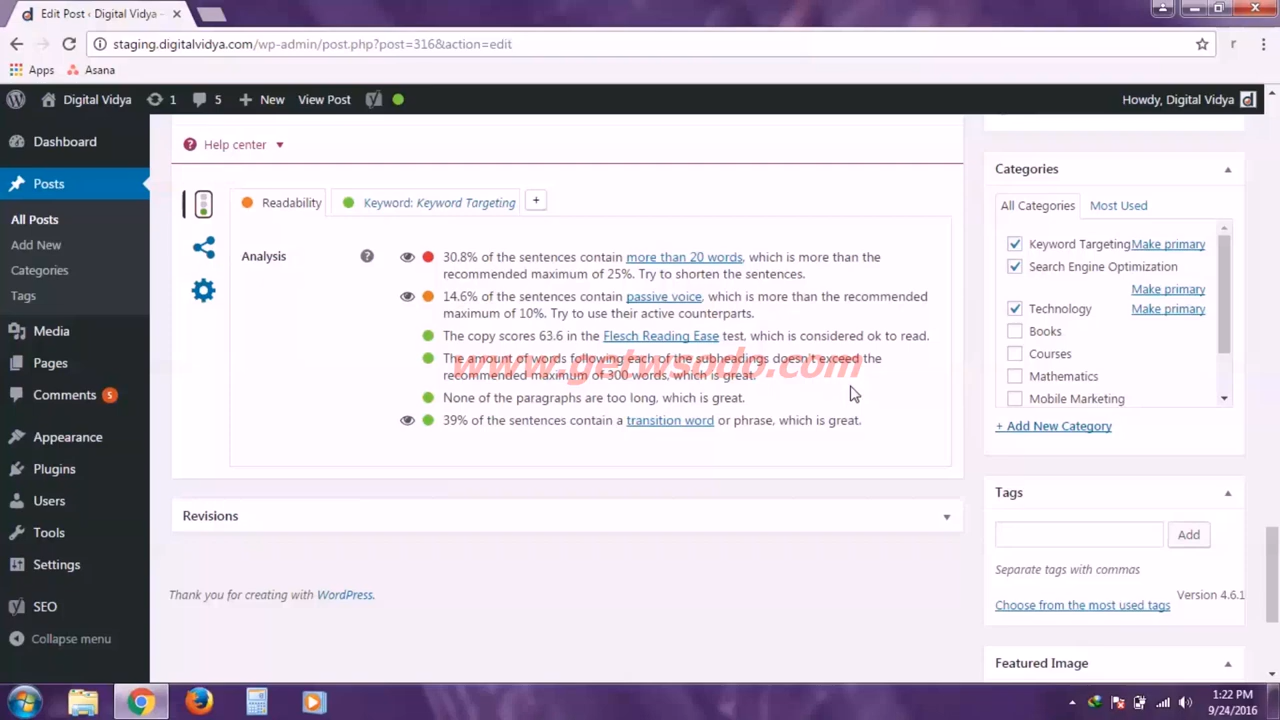 Edit Post ‹ Digital Vidya
staging.digitalvidya.com/wp-admin/post.php?post=316&action=edit
r
Apps
Asana
Digital Vidya
1
5
New
View Post
Howdy, Digital Vidya
Dashboard
Posts
All Posts
Add New
Categories
Tags
Media
Pages
Comments 5
Appearance
Plugins
Users
Tools
Settings
SEO
Collapse menu
Help center
Readability
Keyword: Keyword Targeting
+
Analysis
30.8% of the sentences contain more than 20 words, which is more than the
recommended maximum of 25%. Try to shorten the sentences.
14.6% of the sentences contain passive voice, which is more than the recommended
maximum of 10%. Try to use their active counterparts.
The copy scores 63.6 in the Flesch Reading Ease test, which is considered ok to read.
The amount of words following each of the subheadings doesn't exceed the
recommended maximum of 300 words, which is great.
None of the paragraphs are too long, which is great.
39% of the sentences contain a transition word or phrase, which is great.
Revisions
Thank you for creating with WordPress.
Version 4.6.1
Categories
All Categories
Most Used
Keyword Targeting Make primary
Search Engine Optimization
Make primary
Technology Make primary
Books
Courses
Mathematics
Mobile Marketing
+ Add New Category
Tags
Add
Separate tags with commas
Choose from the most used tags
Featured Image
1:22 PM
9/24/2016